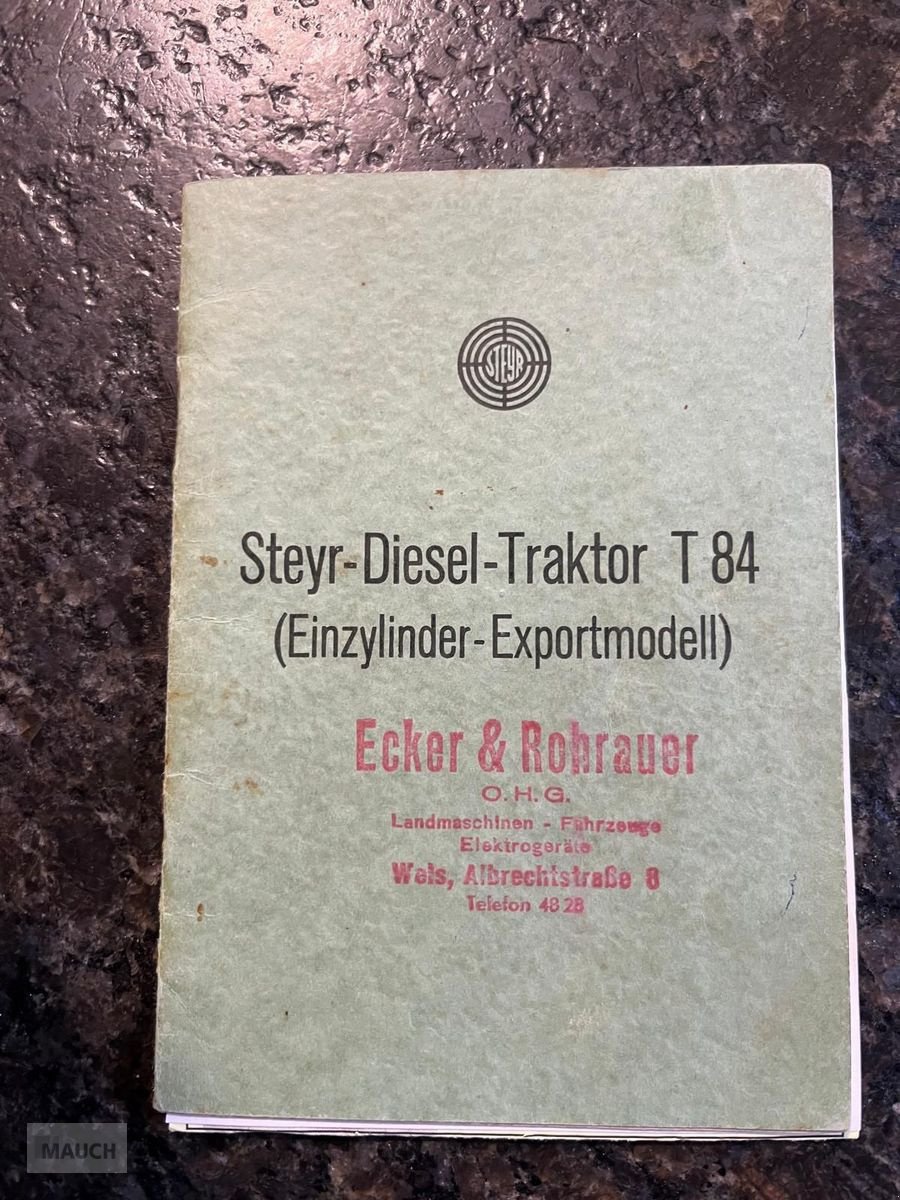 STEYR
Steyr-Diesel-Traktor T 84
(Einzylinder-Exportmodell)
Ecker & Rohrauer
O.H.G.
Landmaschinen - Fahrzeuge
Elektrogeräte
Wels, Albrechtstraße 8
Telefon 48 28
MAUCH